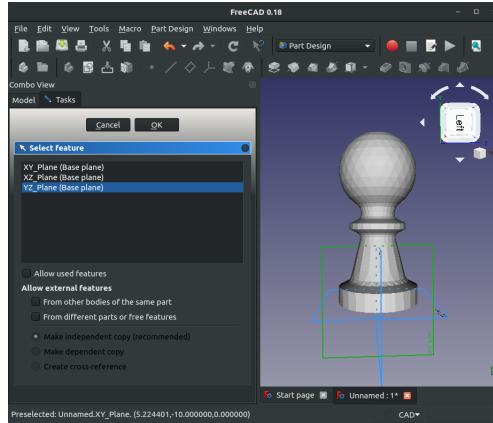 FreeCAD 0.18
File Edit View Tools Macro Part Design Windows Help
Part Design
Combo View
Model Tasks
Cancel OK
Select feature
XY_Plane (Base plane)
XZ_Plane (Base plane)
YZ_Plane (Base plane)
Allow used features
Allow external features
From other bodies of the same part
From different parts or free features
Make independent copy (recommended)
Make dependent copy
Create cross-reference
Left
Start page Unnamed : 1*
Preselected: Unnamed.XY_Plane. (5.224401,-10.000000,0.000000) CAD